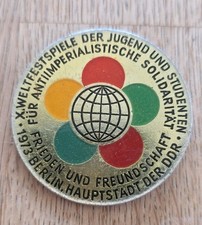 · X. WELTFESTSPIELE DER JUGEND UND STUDENTEN ·
FÜR ANTIIMPERIALISTISCHE SOLIDARITÄT
FRIEDEN UND FREUNDSCHAFT
1973 · BERLIN, HAUPTSTADT DER DDR